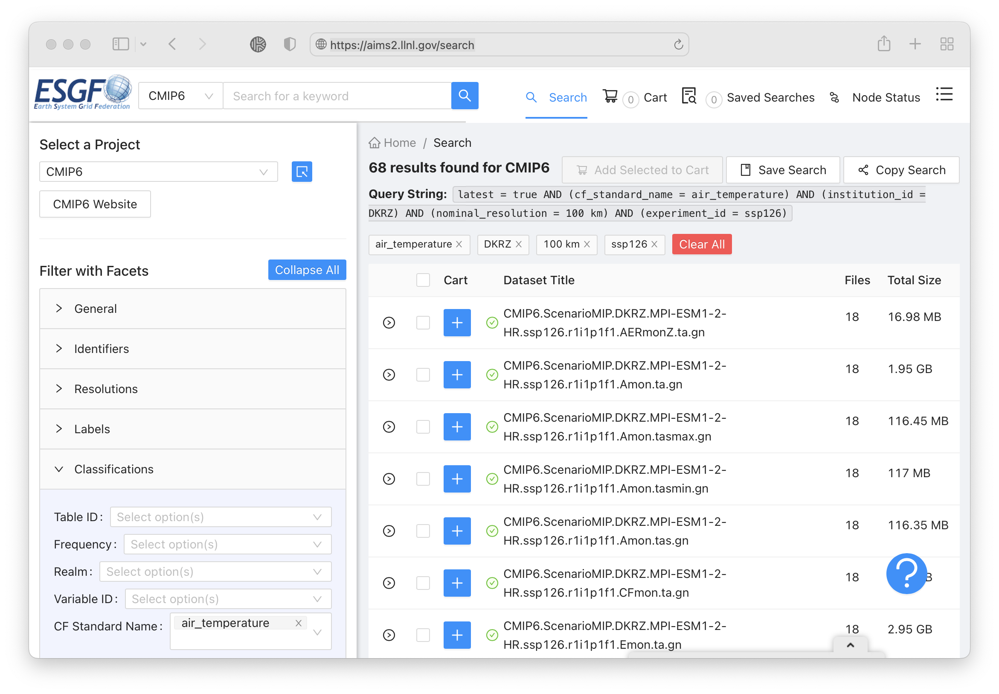 https://aims2.llnl.gov/search
ESGF
Earth System Grid Federation
CMIP6
Search for a keyword
Search
0
Cart
0
Saved Searches
Node Status
Select a Project
CMIP6
CMIP6 Website
Filter with Facets
Collapse All
General
Identifiers
Resolutions
Labels
Classifications
Table ID:
Select option(s)
Frequency:
Select option(s)
Realm:
Select option(s)
Variable ID:
Select option(s)
CF Standard Name:
air_temperature
Home / Search
68 results found for CMIP6
Add Selected to Cart
Save Search
Copy Search
Query String: latest = true AND (cf_standard_name = air_temperature) AND (institution_id =
DKRZ) AND (nominal_resolution = 100 km) AND (experiment_id = ssp126)
air_temperature
DKRZ
100 km
ssp126
Clear All
Cart
Dataset Title
Files
Total Size
CMIP6.ScenarioMIP.DKRZ.MPI-ESM1-2-
HR.ssp126.r1i1p1f1.AERmonZ.ta.gn
18
16.98 MB
CMIP6.ScenarioMIP.DKRZ.MPI-ESM1-2-
HR.ssp126.r1i1p1f1.Amon.ta.gn
18
1.95 GB
CMIP6.ScenarioMIP.DKRZ.MPI-ESM1-2-
HR.ssp126.r1i1p1f1.Amon.tasmax.gn
18
116.45 MB
CMIP6.ScenarioMIP.DKRZ.MPI-ESM1-2-
HR.ssp126.r1i1p1f1.Amon.tasmin.gn
18
117 MB
CMIP6.ScenarioMIP.DKRZ.MPI-ESM1-2-
HR.ssp126.r1i1p1f1.Amon.tas.gn
18
116.35 MB
CMIP6.ScenarioMIP.DKRZ.MPI-ESM1-2-
HR.ssp126.r1i1p1f1.CFmon.ta.gn
18
CMIP6.ScenarioMIP.DKRZ.MPI-ESM1-2-
HR.ssp126.r1i1p1f1.Emon.ta.gn
18
2.95 GB